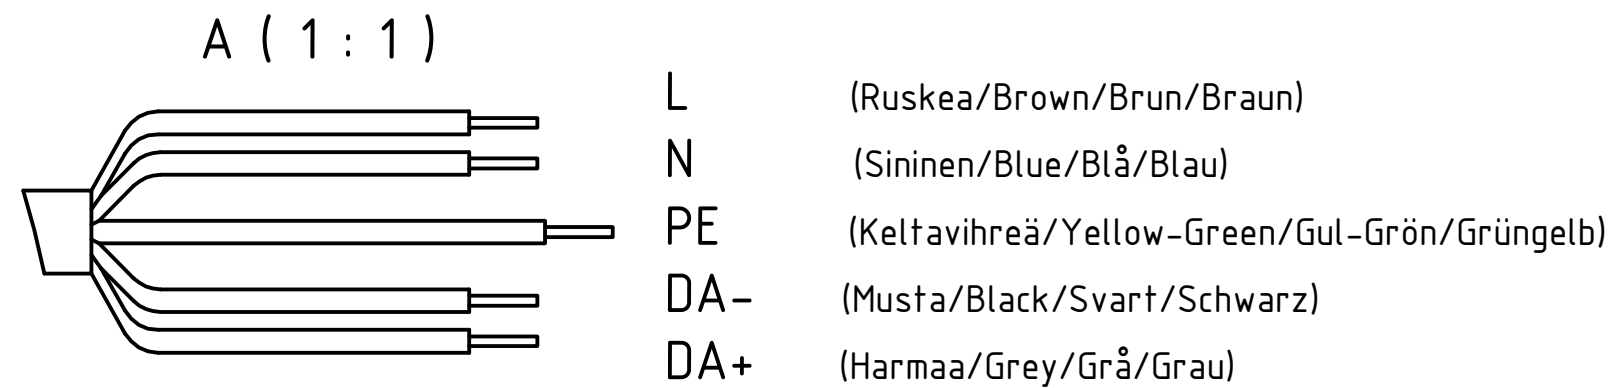 A ( 1 : 1 )
L (Ruskea/Brown/Brun/Braun)
N (Sininen/Blue/Blå/Blau)
PE (Keltavihreä/Yellow-Green/Gul-Grön/Grüngelb)
DA- (Musta/Black/Svart/Schwarz)
DA+ (Harmaa/Grey/Grå/Grau)